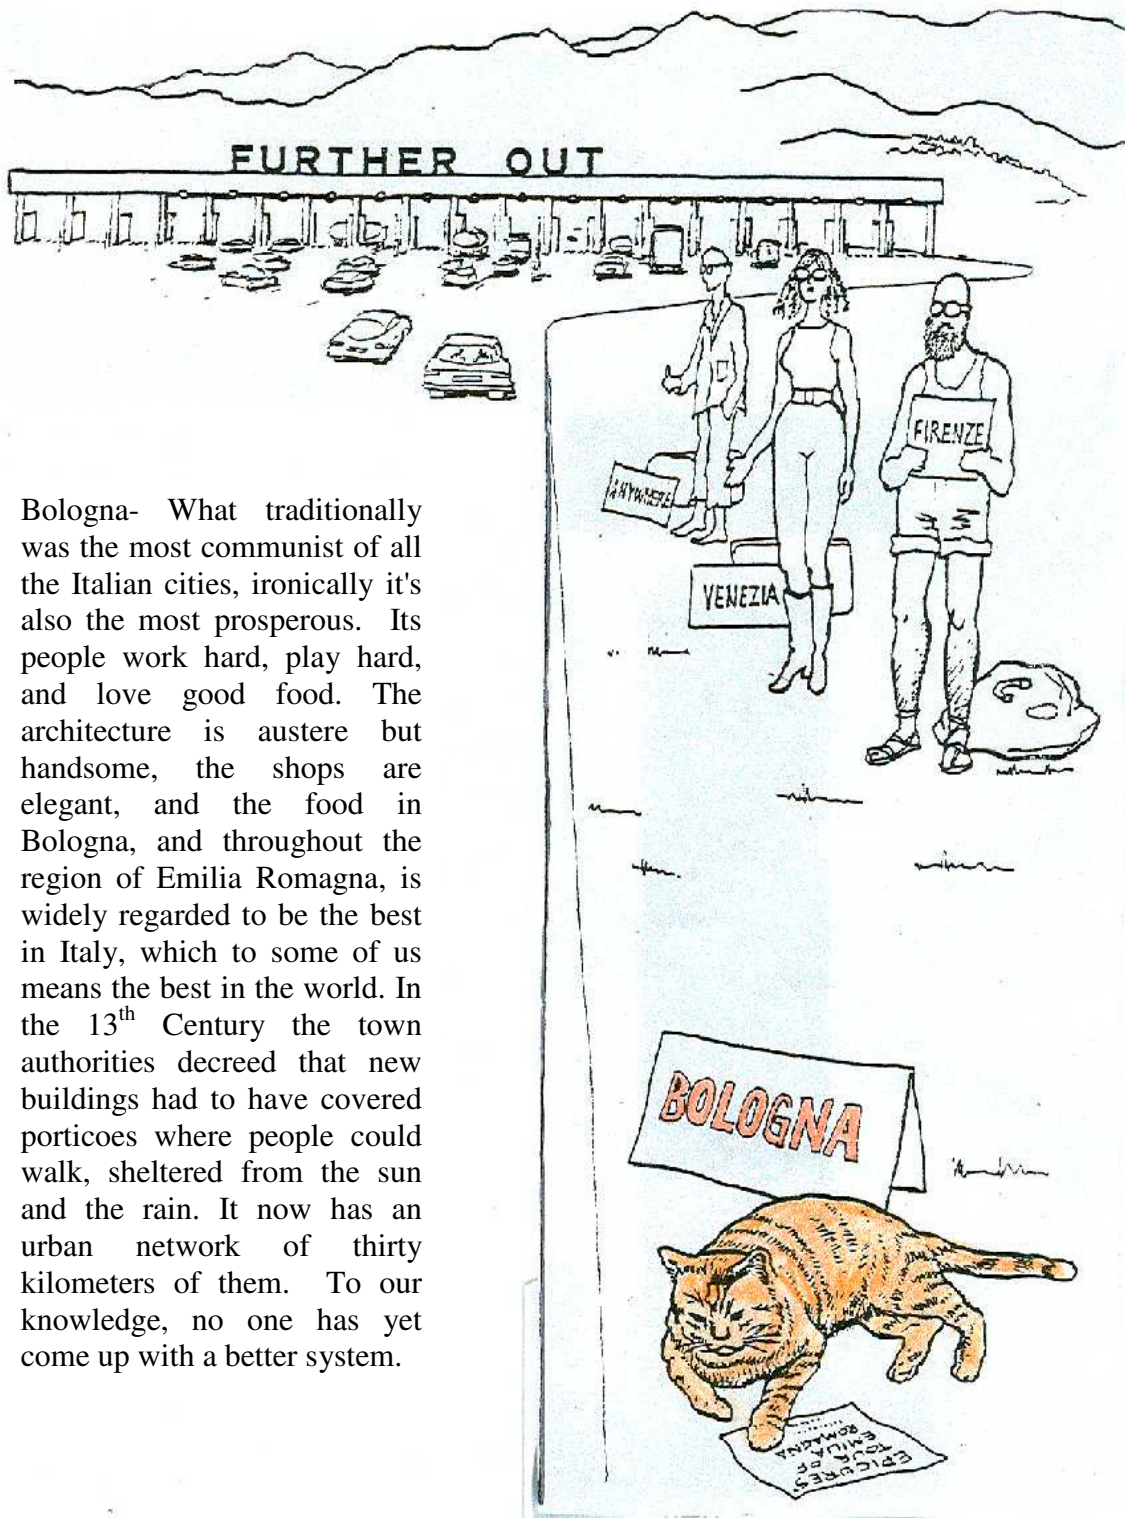 FURTHER OUT
ANYWHERE
VENEZIA
FIRENZE
Bologna- What traditionally
was the most communist of all
the Italian cities, ironically it's
also the most prosperous. Its
people work hard, play hard,
and love good food. The
architecture is austere but
handsome, the shops are
elegant, and the food in
Bologna, and throughout the
region of Emilia Romagna, is
widely regarded to be the best
in Italy, which to some of us
means the best in the world. In
the 13th Century the town
authorities decreed that new
buildings had to have covered
porticoes where people could
walk, sheltered from the sun
and the rain. It now has an
urban network of thirty
kilometers of them. To our
knowledge, no one has yet
come up with a better system.
BOLOGNA
EPICURES'
TOUR OF
EMILIA
ROMAGNA